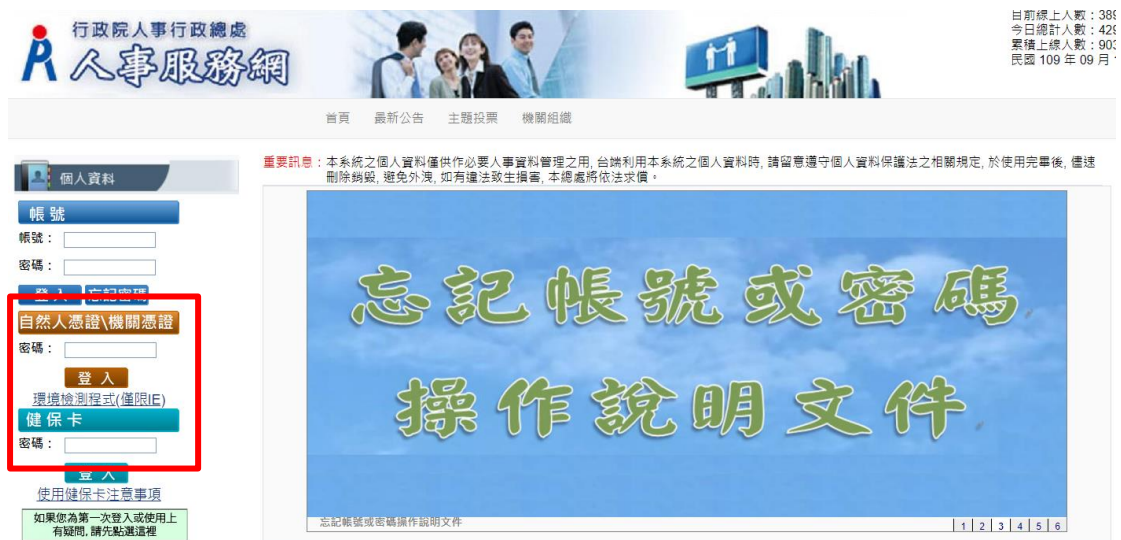 行政院人事行政總處
人事服務網
目前線上人數：389
今日總計人數：429
累積上線人數：903
民國 109 年 09 月 1
首頁 最新公告 主題投票 機關組織
個人資料
重要訊息：本系統之個人資料僅供作必要人事資料管理之用, 台端利用本系統之個人資料時, 請留意遵守個人資料保護法之相關規定, 於使用完畢後, 儘速
刪除銷毀, 避免外洩, 如有違法致生損害, 本總處將依法求償。
帳 號
帳號：
密碼：
登 入 忘記密碼
自然人憑證\機關憑證
密碼：
登 入
環境檢測程式(僅限IE)
健 保 卡
密碼：
登 入
使用健保卡注意事項
如果您為第一次登入或使用上
有疑問, 請先點選這裡
忘記帳號或密碼
操作說明文件
忘記帳號或密碼操作說明文件
| 1 | 2 | 3 | 4 | 5 | 6